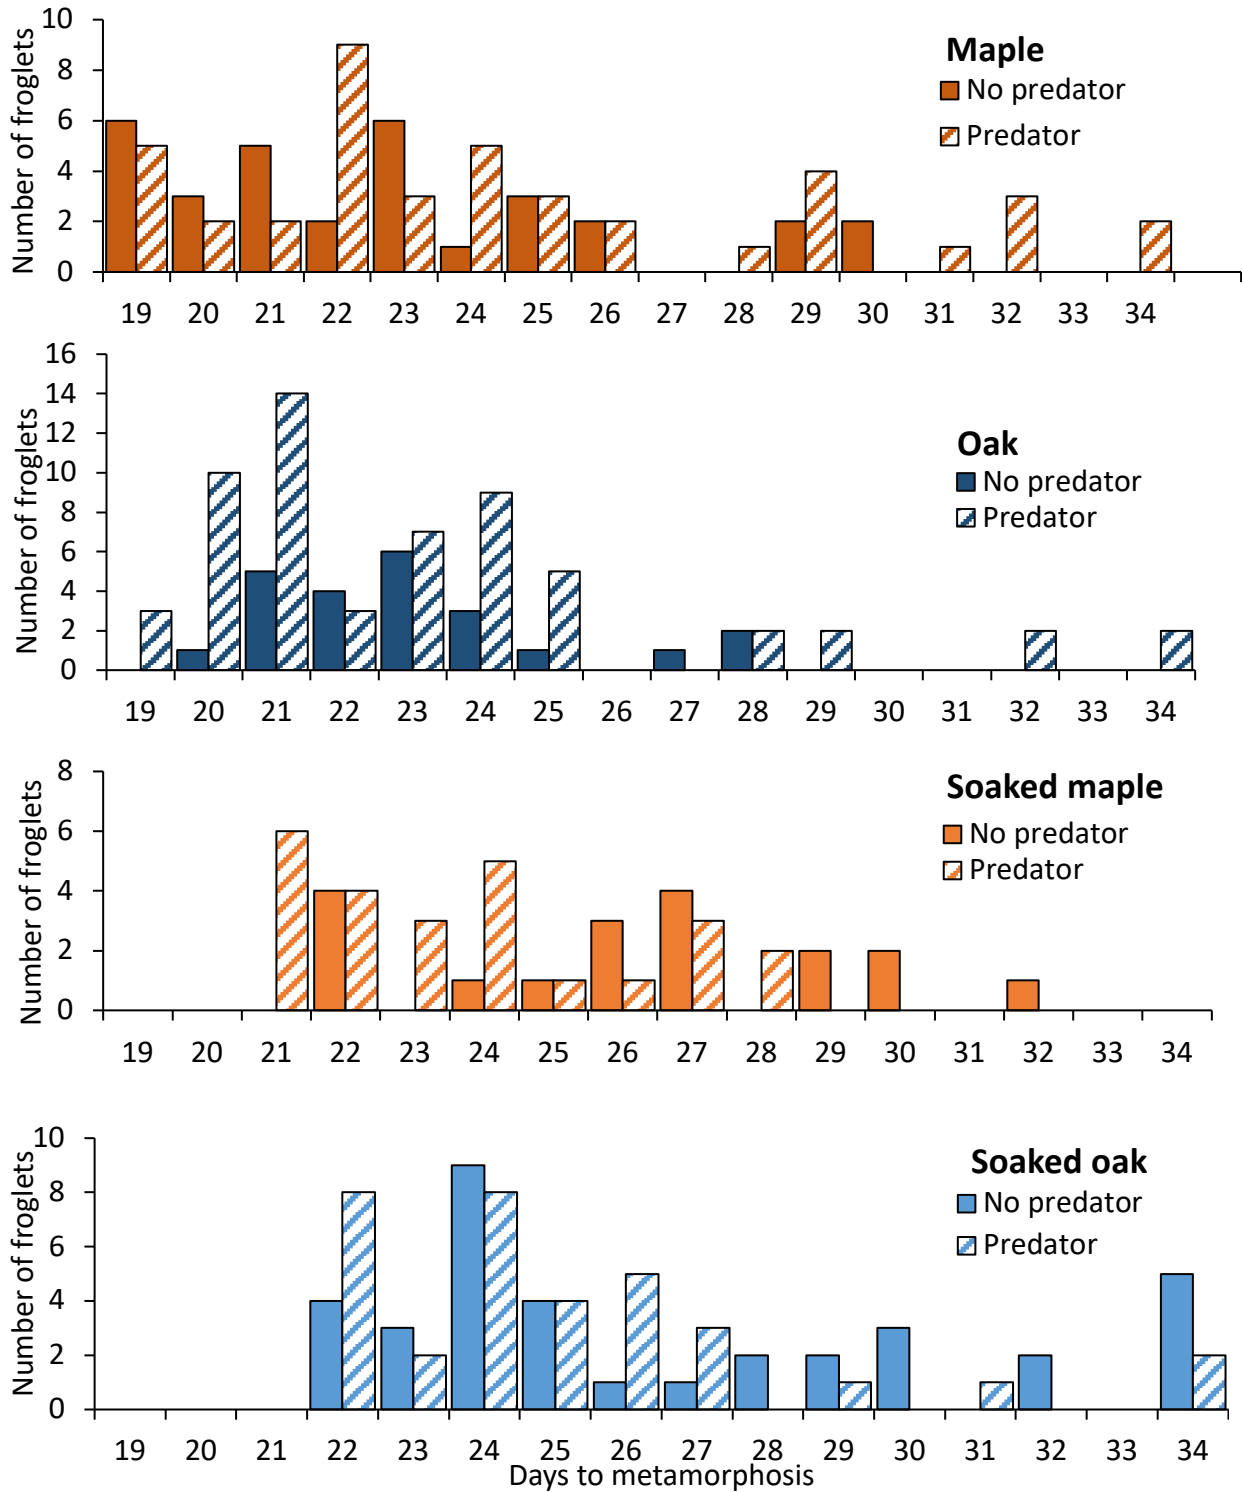 Number of froglets
10
8
6
4
2
0
Maple
No predator
Predator
19 20 21 22 23 24 25 26 27 28 29 30 31 32 33 34
Number of froglets
16
14
12
10
8
6
4
2
0
Oak
No predator
Predator
19 20 21 22 23 24 25 26 27 28 29 30 31 32 33 34
Number of froglets
8
6
4
2
0
Soaked maple
No predator
Predator
19 20 21 22 23 24 25 26 27 28 29 30 31 32 33 34
Number of froglets
10
8
6
4
2
0
Soaked oak
No predator
Predator
19 20 21 22 23 24 25 26 27 28 29 30 31 32 33 34
Days to metamorphosis